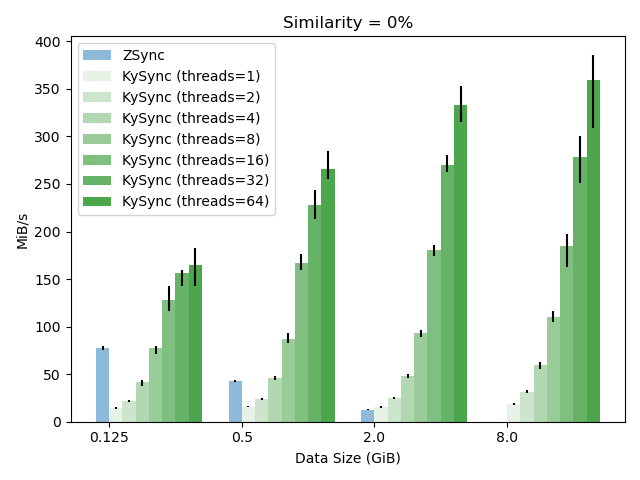 Similarity = 0%
400
350
300
250
200
150
100
50
0
MiB/s
ZSync
KySync (threads=1)
KySync (threads=2)
KySync (threads=4)
KySync (threads=8)
KySync (threads=16)
KySync (threads=32)
KySync (threads=64)
0.125 0.5 2.0 8.0
Data Size (GiB)